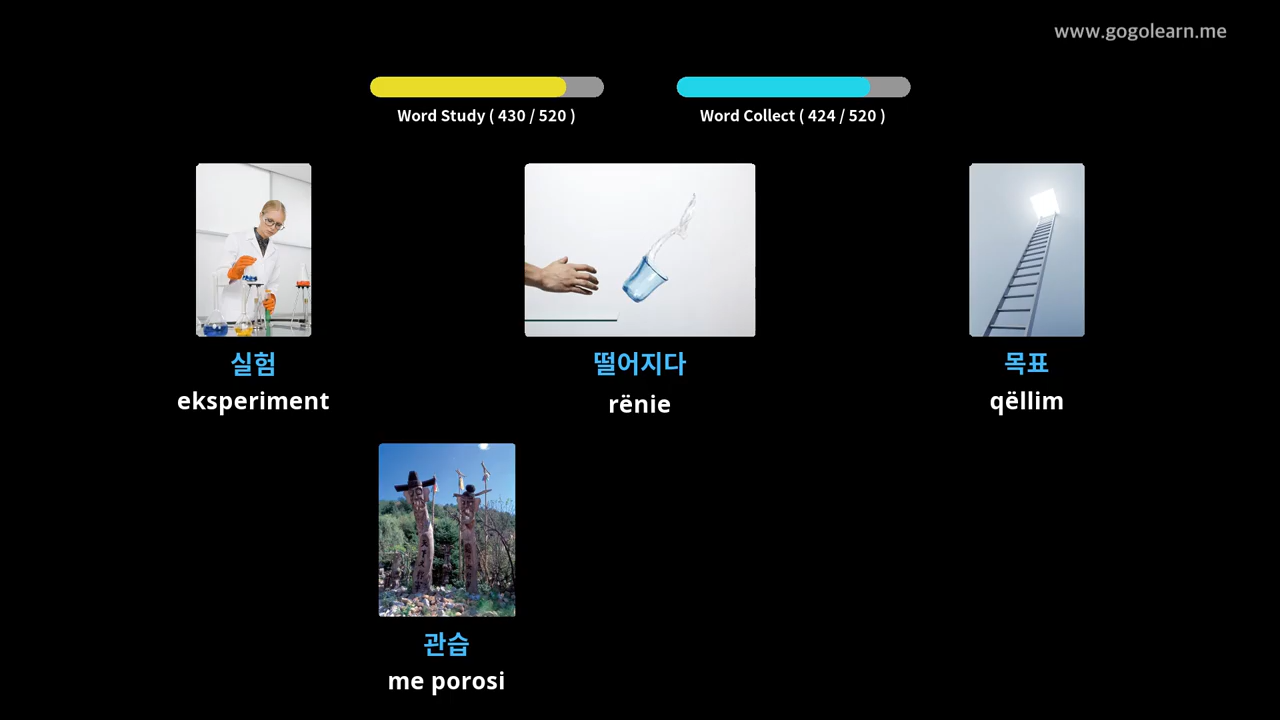 www.gogolearn.me
Word Study ( 430 / 520 )
Word Collect ( 424 / 520 )
실험
eksperiment
떨어지다
rënie
목표
qëllim
관습
me porosi